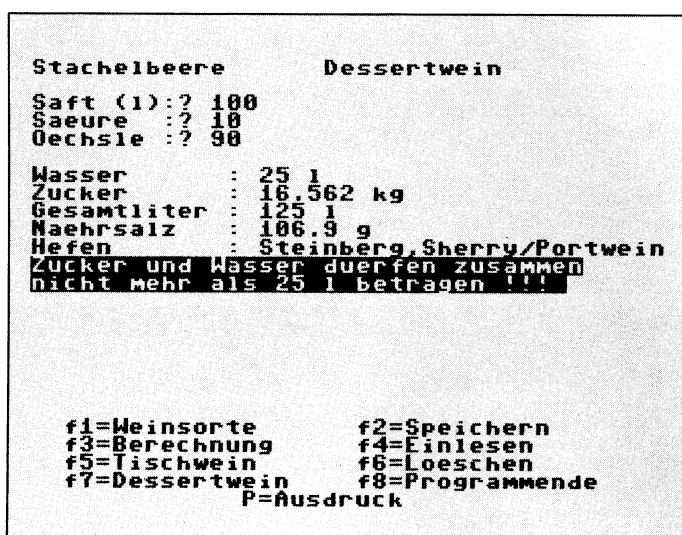 Stachelbeere Dessertwein
Saft (l):? 100
Saeure :? 10
Oechsle :? 90
Wasser : 25 l
Zucker : 16.562 kg
Gesamtliter : 125 l
Naehrsalz : 106.9 g
Hefen : Steinberg,Sherry/Portwein
Zucker und Wasser duerfen zusammen
nicht mehr als 25 l betragen !!!
f1=Weinsorte f2=Speichern
f3=Berechnung f4=Einlesen
f5=Tischwein f6=Loeschen
f7=Dessertwein f8=Programmende
P=Ausdruck